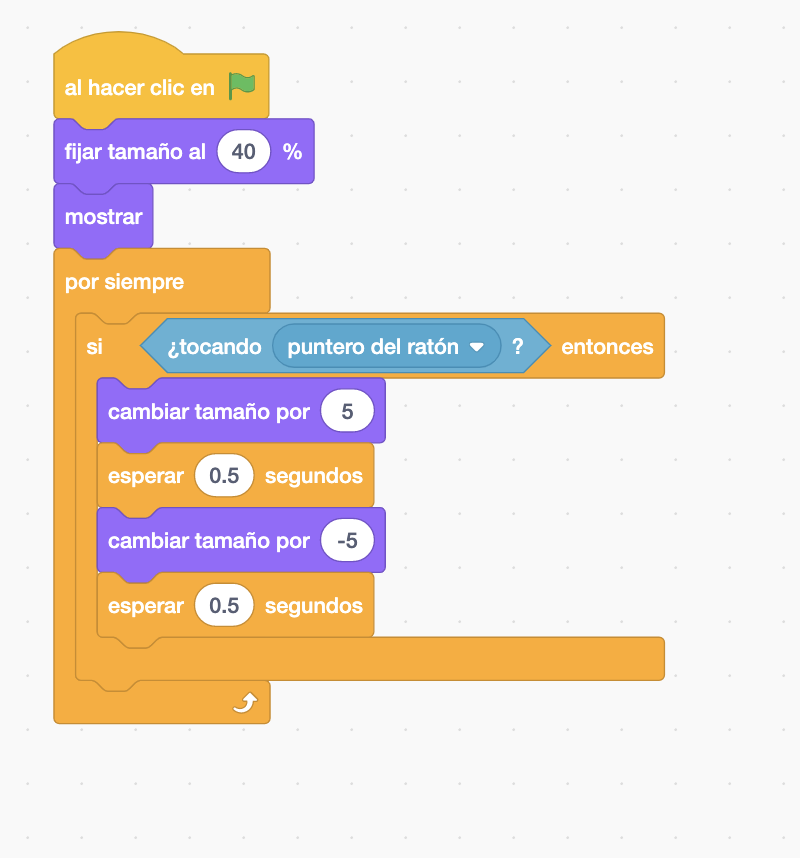 al hacer clic en
fijar tamaño al 40 %
mostrar
por siempre
si ¿tocando puntero del ratón ? entonces
cambiar tamaño por 5
esperar 0.5 segundos
cambiar tamaño por -5
esperar 0.5 segundos